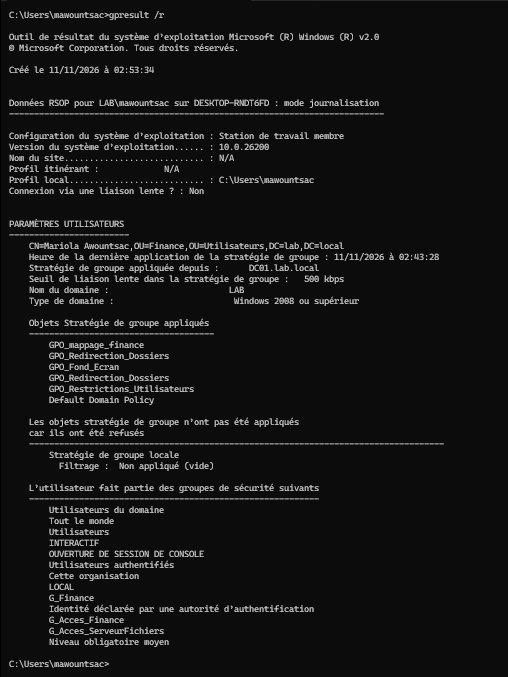 C:\Users\mawountsac>gpresult /r
Outil de résultat du système d'exploitation Microsoft (R) Windows (R) v2.0
© Microsoft Corporation. Tous droits réservés.
Créé le 11/11/2026 à 02:53:34
Données RSOP pour LAB\mawountsac sur DESKTOP-RNDT6FD : mode journalisation
---------------------------------------------------------------------------
Configuration du système d'exploitation : Station de travail membre
Version du système d'exploitation...... : 10.0.26200
Nom du site............................ : N/A
Profil itinérant :             N/A
Profil local........................... : C:\Users\mawountsac
Connexion via une liaison lente ? : Non
PARAMÈTRES UTILISATEURS
------------------------
CN=Mariola Awountsac,OU=Finance,OU=Utilisateurs,DC=lab,DC=local
Heure de la dernière application de la stratégie de groupe : 11/11/2026 à 02:43:28
Stratégie de groupe appliquée depuis :      DC01.lab.local
Seuil de liaison lente dans la stratégie de groupe :   500 kbps
Nom du domaine :                        LAB
Type de domaine :                        Windows 2008 ou supérieur
Objets Stratégie de groupe appliqués
-------------------------------------
GPO_mappage_finance
GPO_Redirection_Dossiers
GPO_Fond_Ecran
GPO_Redirection_Dossiers
GPO_Restrictions_Utilisateurs
Default Domain Policy
Les objets stratégie de groupe n'ont pas été appliqués
car ils ont été refusés
-----------------------------------------------------------------------------------
Stratégie de groupe locale
Filtrage :  Non appliqué (vide)
L'utilisateur fait partie des groupes de sécurité suivants
----------------------------------------------------------
Utilisateurs du domaine
Tout le monde
Utilisateurs
INTERACTIF
OUVERTURE DE SESSION DE CONSOLE
Utilisateurs authentifiés
Cette organisation
LOCAL
G_Finance
Identité déclarée par une autorité d'authentification
G_Acces_Finance
G_Acces_ServeurFichiers
Niveau obligatoire moyen
C:\Users\mawountsac>